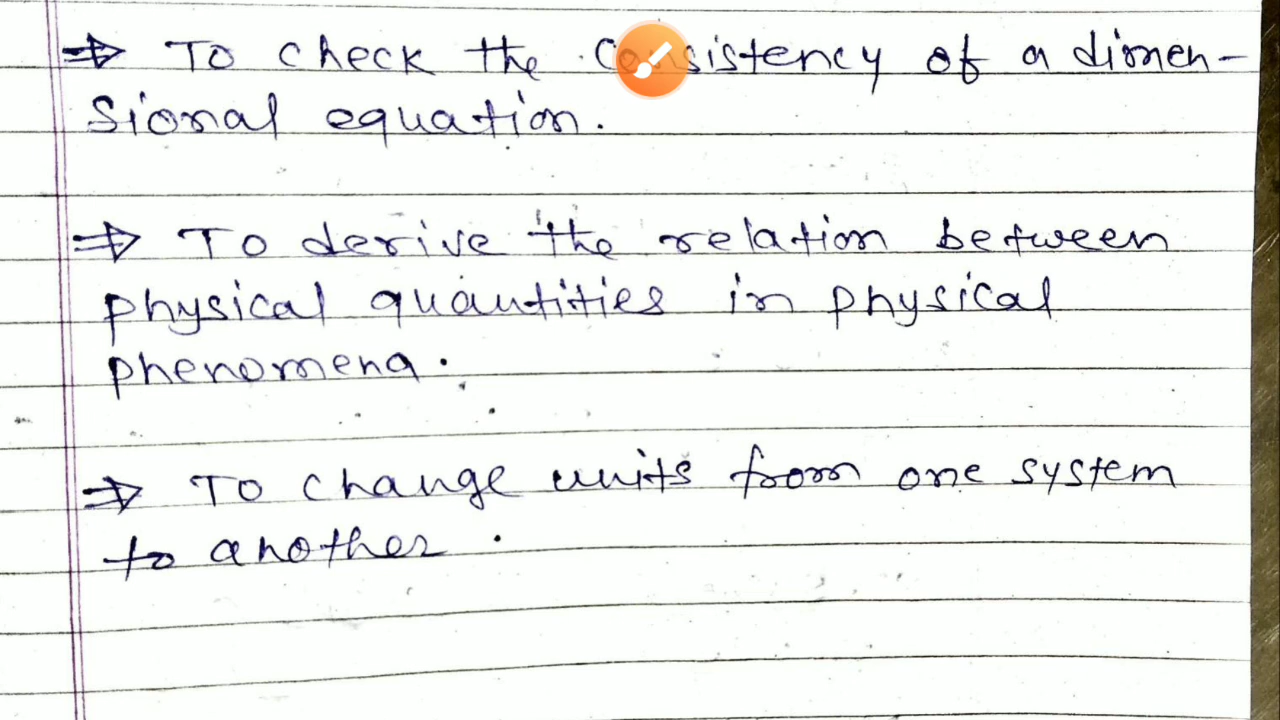 ⇒ To check the consistency of a dimen-
sional equation.
⇒ To derive the relation between
physical quantities in physical
phenomena.
⇒ To change units from one system
to another.